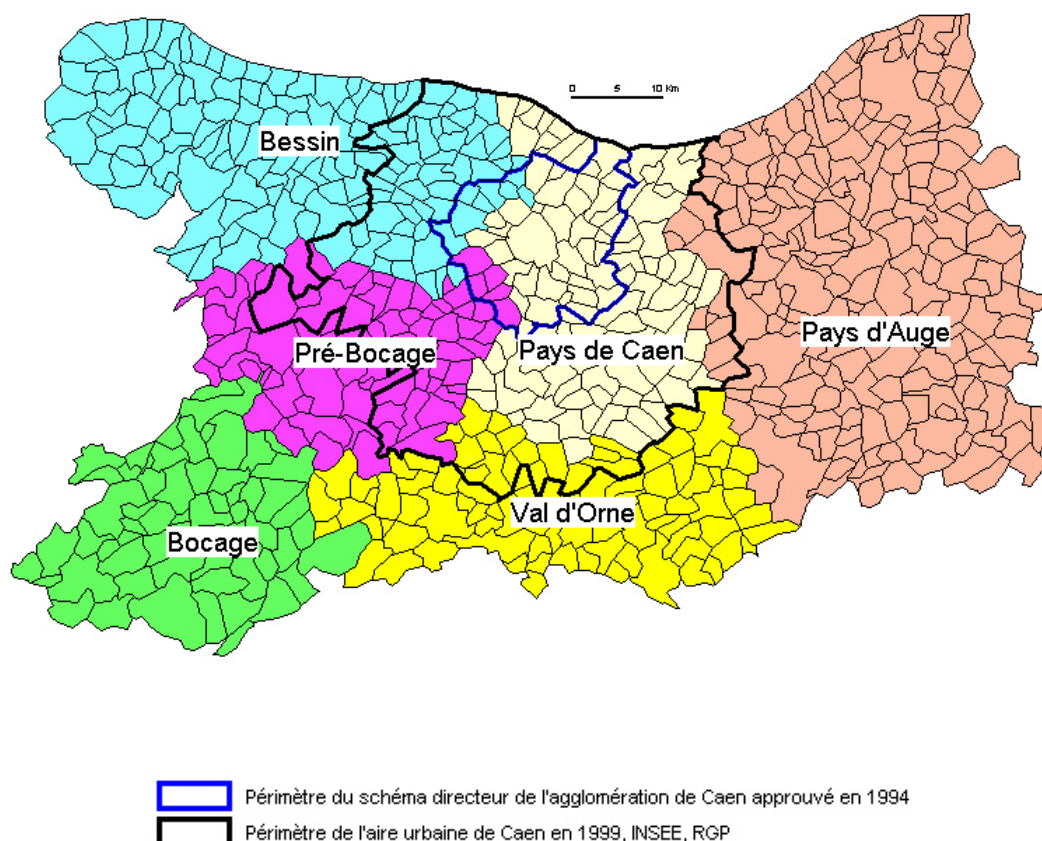 0 5 10 Km
Bessin
Pays d'Auge
Pré-Bocage
Pays de Caen
Val d'Orne
Bocage
Périmètre du schéma directeur de l'agglomération de Caen approuvé en 1994
Périmètre de l'aire urbaine de Caen en 1999, INSEE, RGP